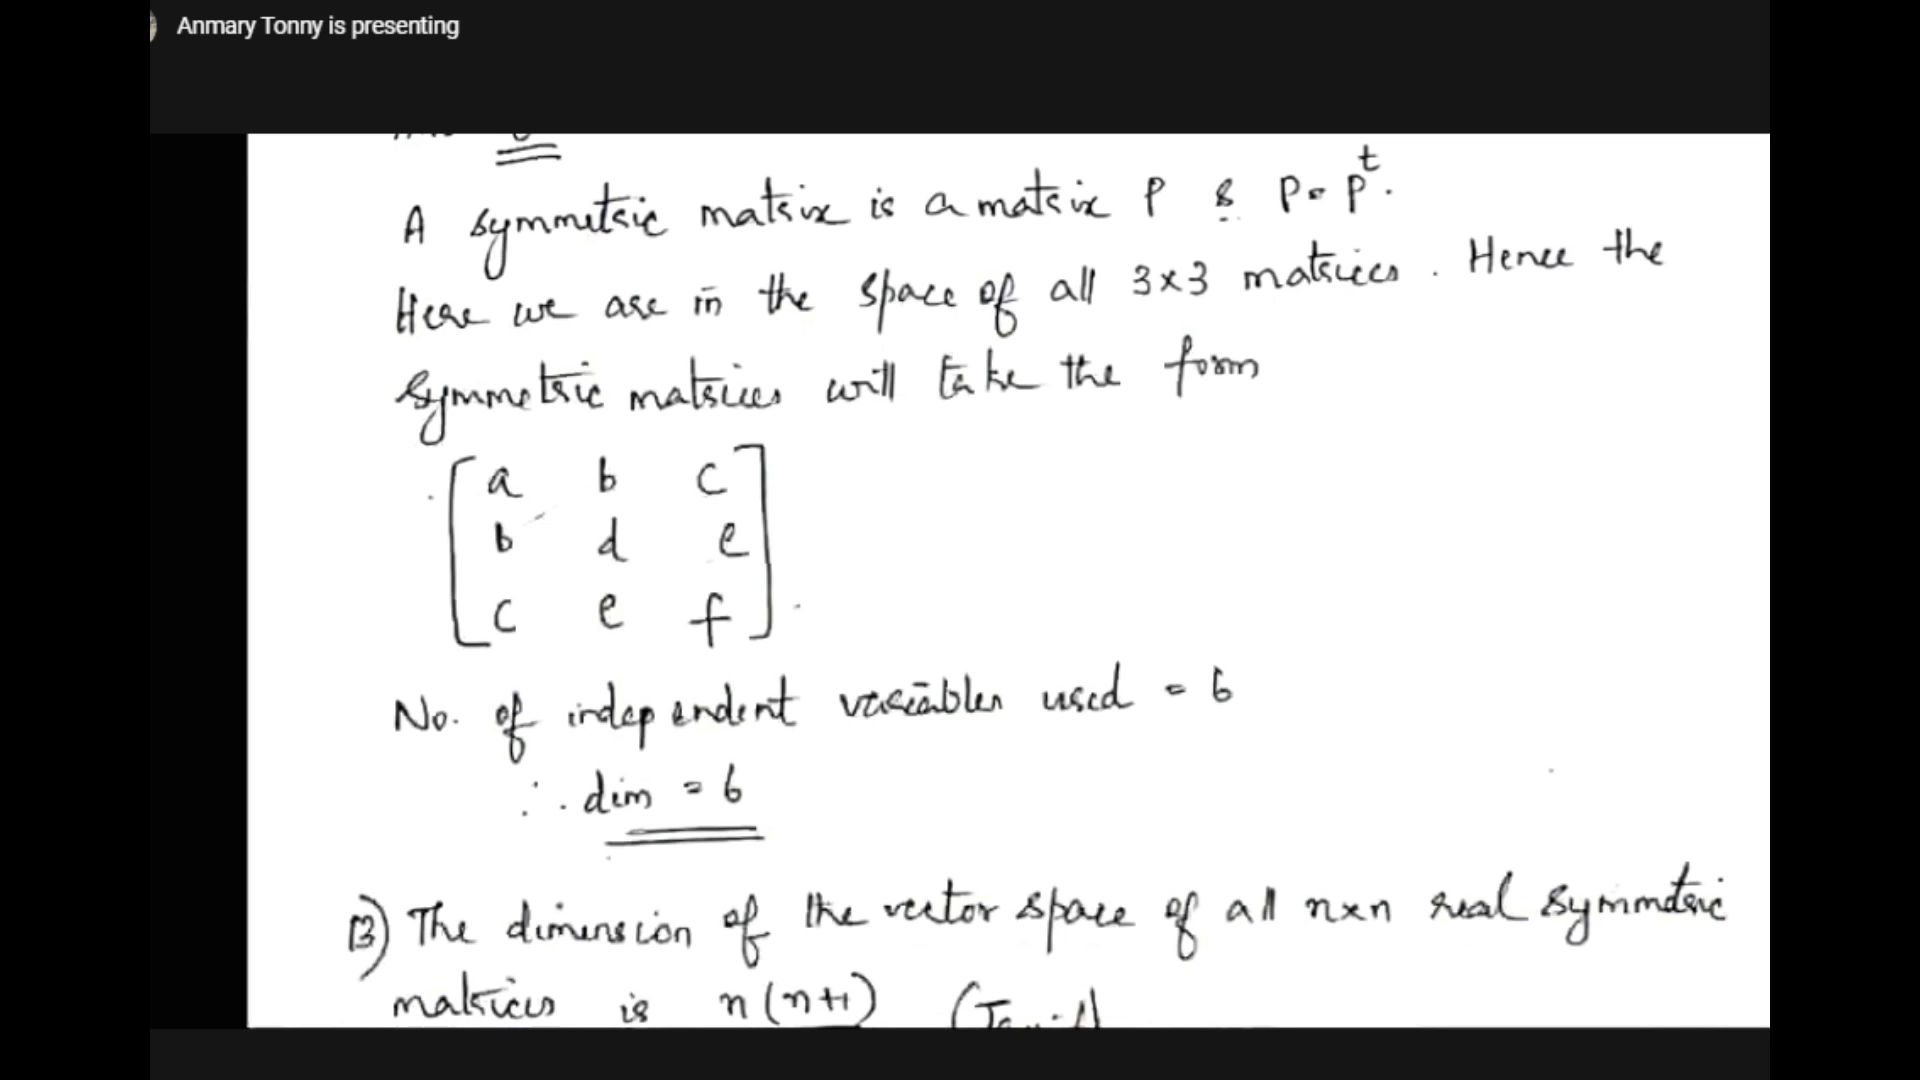 Anmary Tonny is presenting
A symmetric matrix is a matrix P s. P = P^t.
Here we are in the space of all 3×3 matrices. Hence the
symmetric matrices will take the form
a b c
b d e
c e f
No. of independent variables used = 6
∴ dim = 6
B) The dimension of the vector space of all n×n real symmetric
matrices is n(n+1)